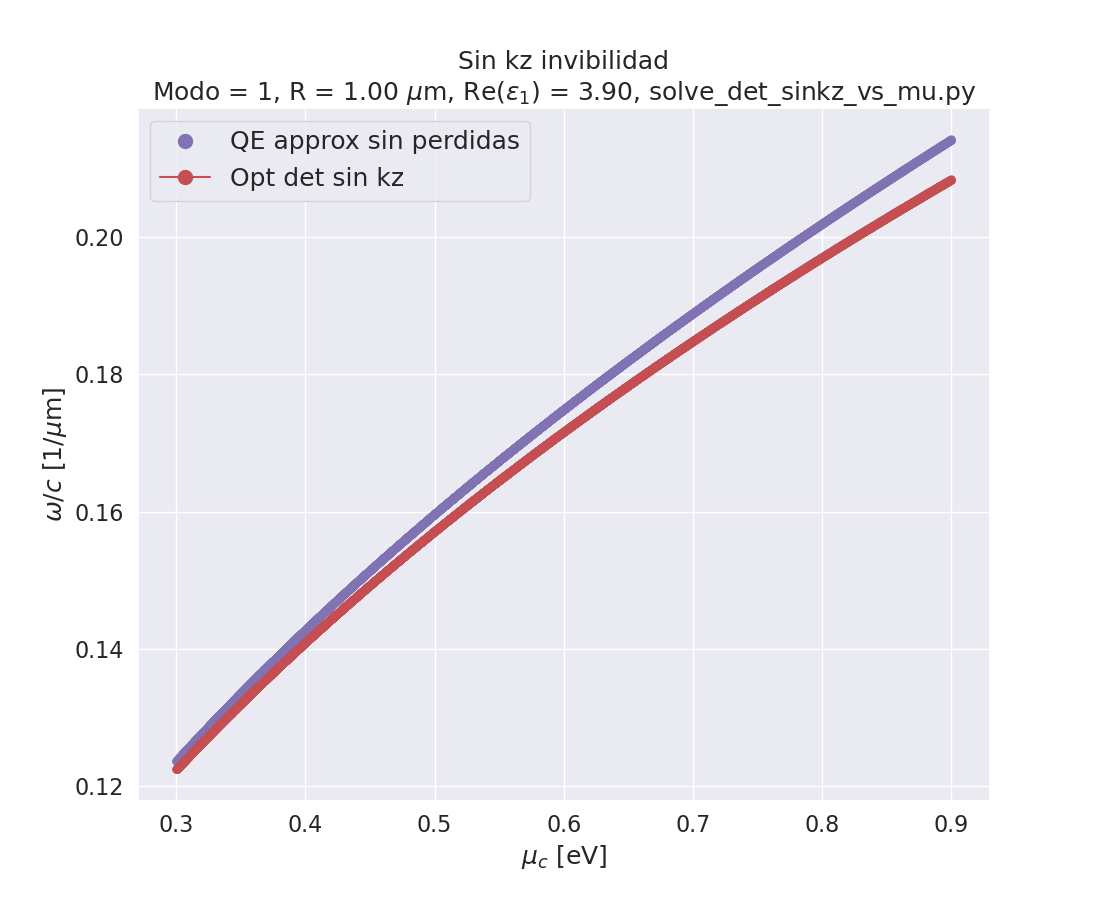 Sin kz invibilidad
Modo = 1, R = 1.00 μm, Re(ε₁) = 3.90, solve_det_sinkz_vs_mu.py
QE approx sin perdidas
Opt det sin kz
0.20
0.18
0.16
0.14
0.12
ω/c [1/μm]
0.3 0.4 0.5 0.6 0.7 0.8 0.9
μ_c [eV]